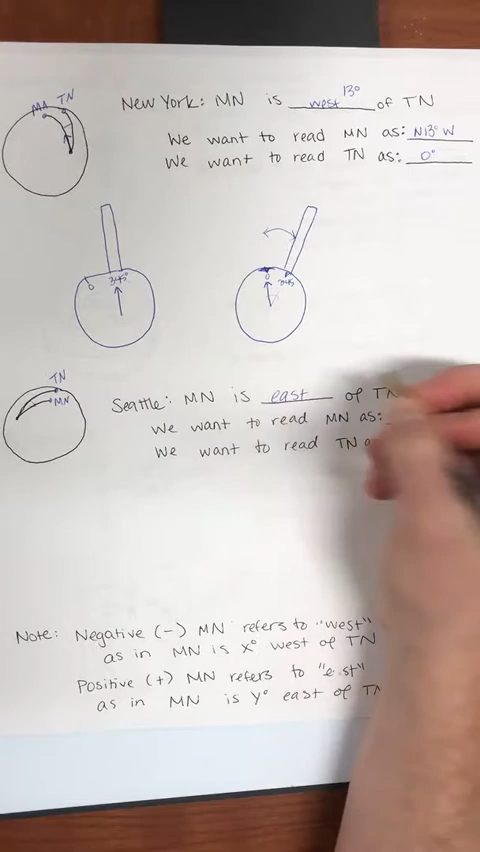 MN TN
New York: MN is west 13° of TN
We want to read MN as: N13° W
We want to read TN as: 0°
0 345°
0 345
TN
MN
Seattle: MN is east of TN
We want to read MN as:
We want to read TN a
Note: Negative (-) MN refers to "west"
as in MN is X° west of TN
Positive (+) MN refers to "east"
as in MN is Y° east of TN